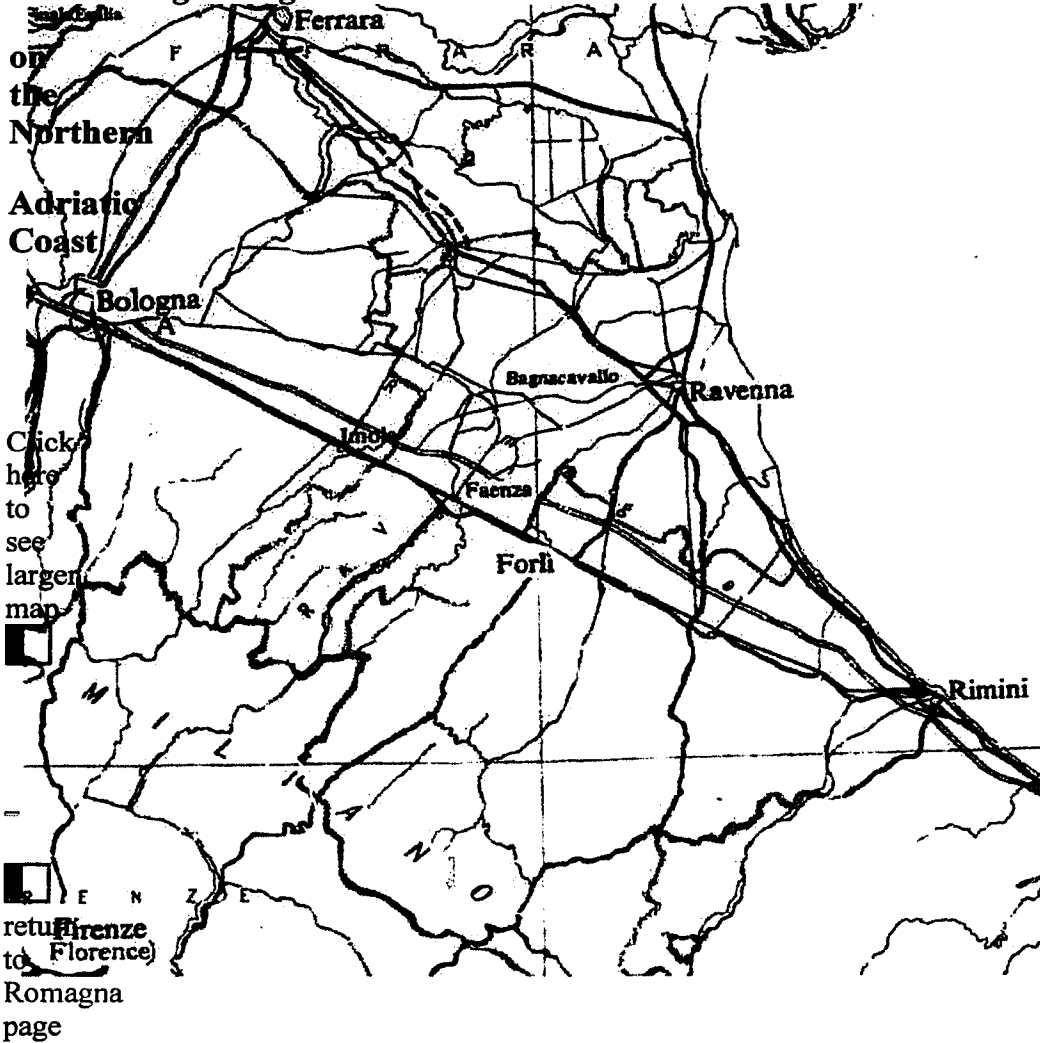 Ferrara
F E R R A R A
on
the
Northern
Adriatic
Coast
Bologna
Bagnacavallo
Ravenna
Click
here
to
see
larger
map
Imola
Faenza
Forlì
Rimini
M I L A N O
R E N Z E
return
Firenze
to
Florence)
Romagna
page